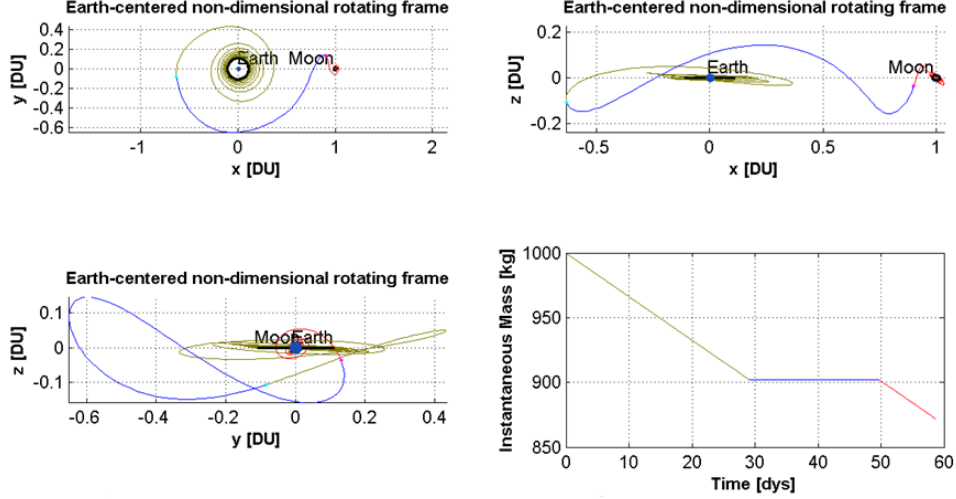 Earth-centered non-dimensional rotating frame
0.4
0.2
0
-0.2
-0.4
-0.6
y [DU]
Earth Moon
-1 0 1 2
x [DU]
Earth-centered non-dimensional rotating frame
0.2
0
-0.2
z [DU]
Earth
Moon
-0.5 0 0.5 1
x [DU]
Earth-centered non-dimensional rotating frame
0.1
0
-0.1
z [DU]
Moon Earth
-0.6 -0.4 -0.2 0 0.2 0.4
y [DU]
1000
950
900
850
Instantaneous Mass [kg]
0 10 20 30 40 50 60
Time [dys]